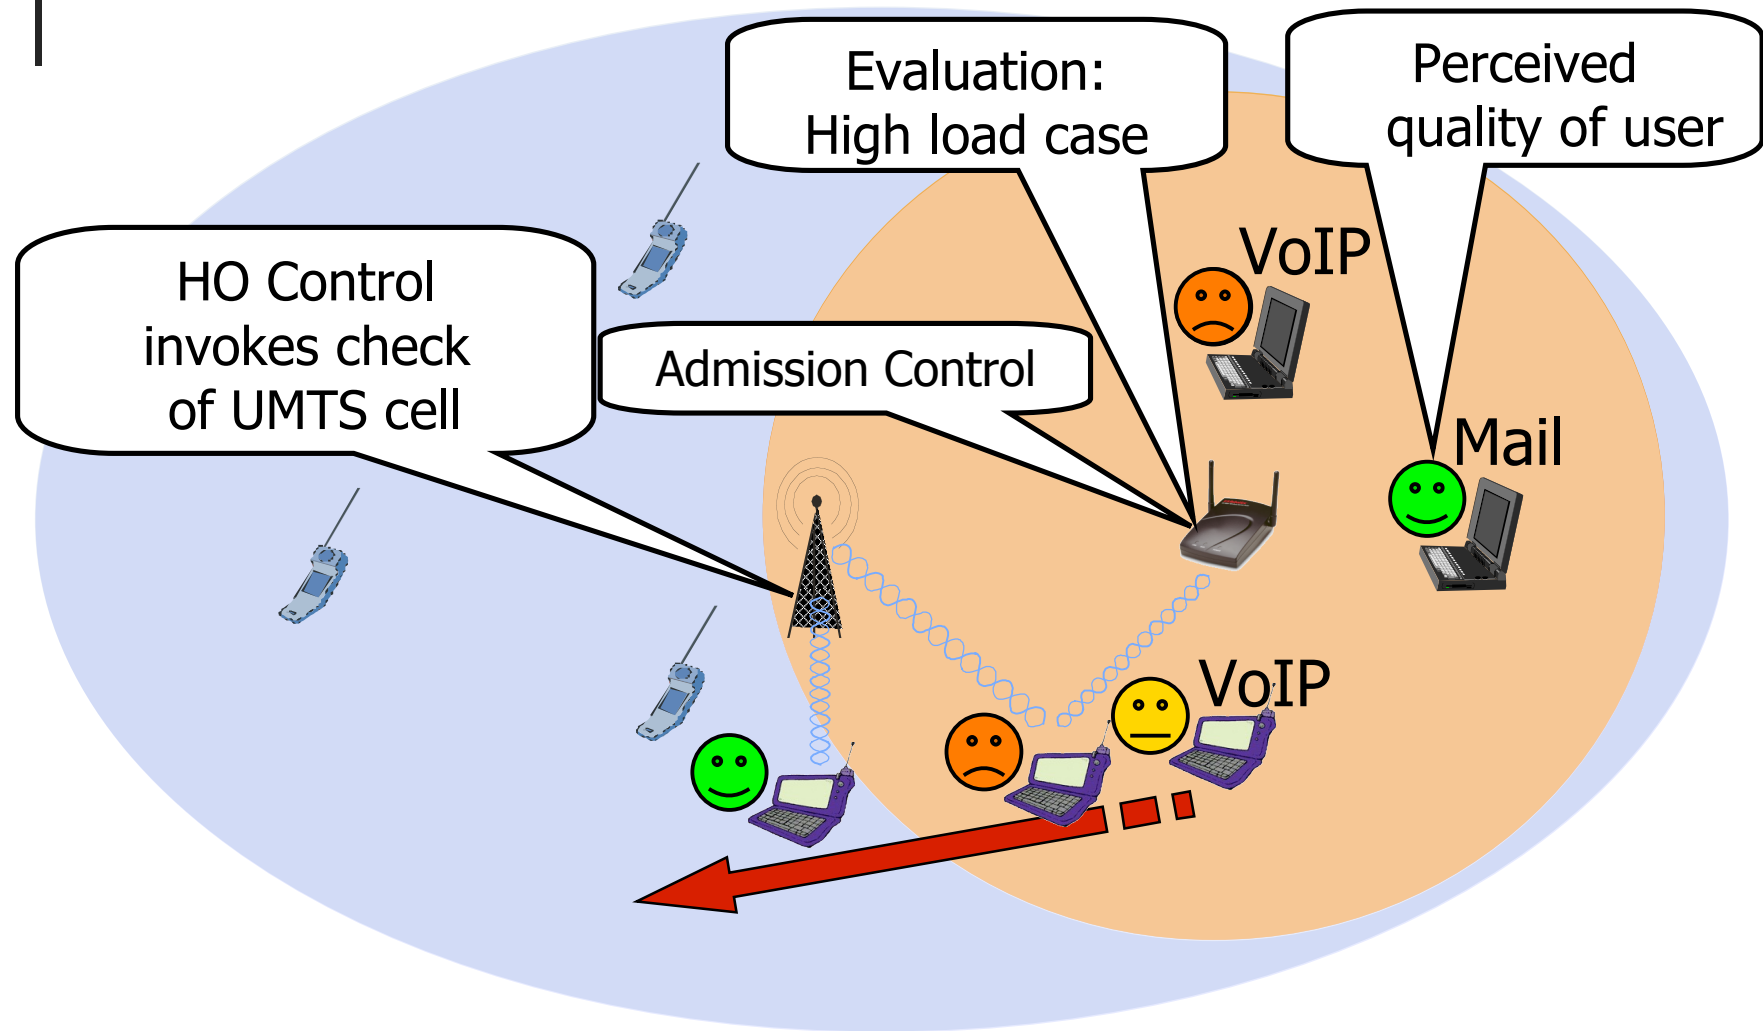 Evaluation:
High load case
Perceived
quality of user
HO Control
invokes check
of UMTS cell
Admission Control
VoIP
Mail
VoIP